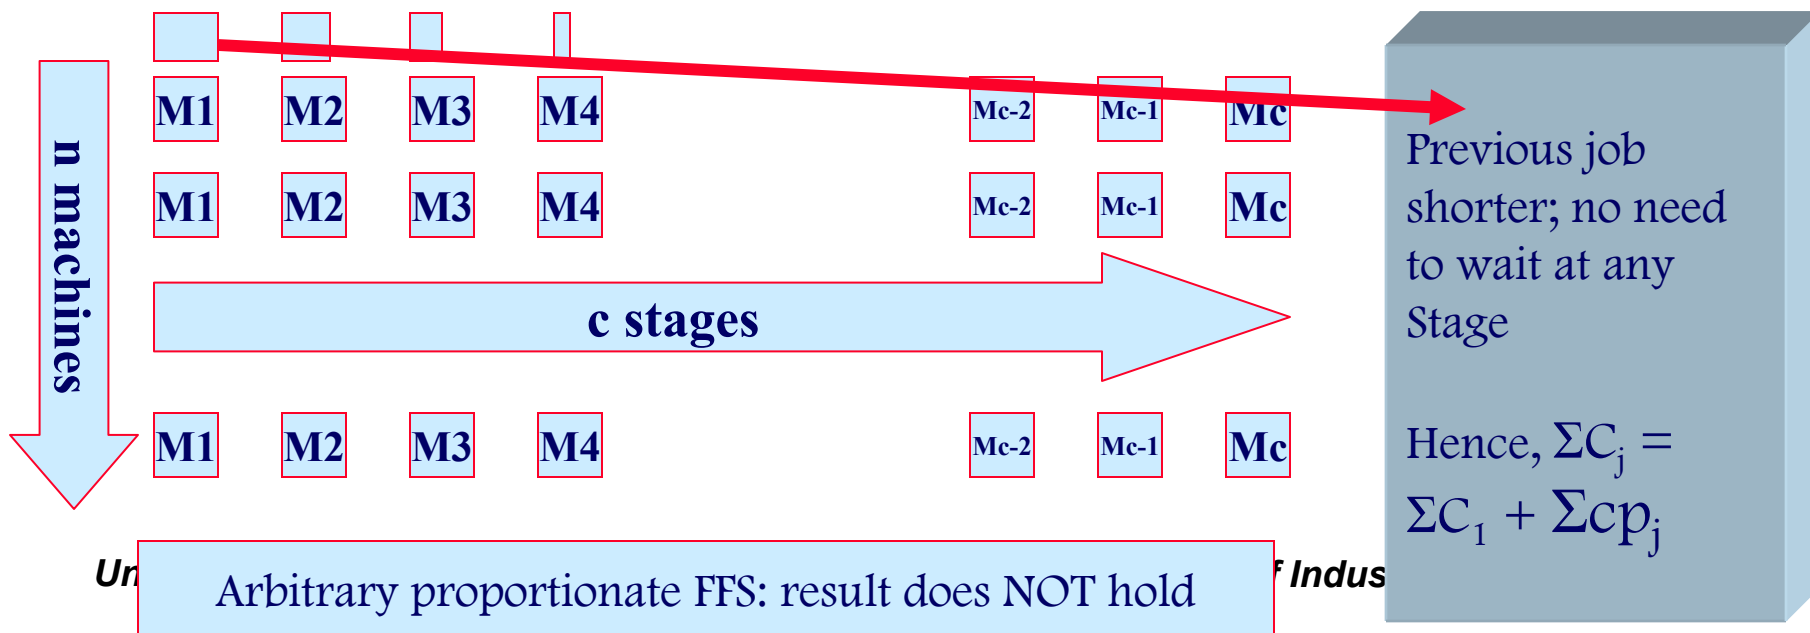 M1 M2 M3 M4 Mc-2 Mc-1 Mc
n machines
M1 M2 M3 M4 Mc-2 Mc-1 Mc
c stages
M1 M2 M3 M4 Mc-2 Mc-1 Mc
Previous job
shorter; no need
to wait at any
Stage
Hence, ΣCj =
ΣC1 + Σcpj
Arbitrary proportionate FFS: result does NOT hold